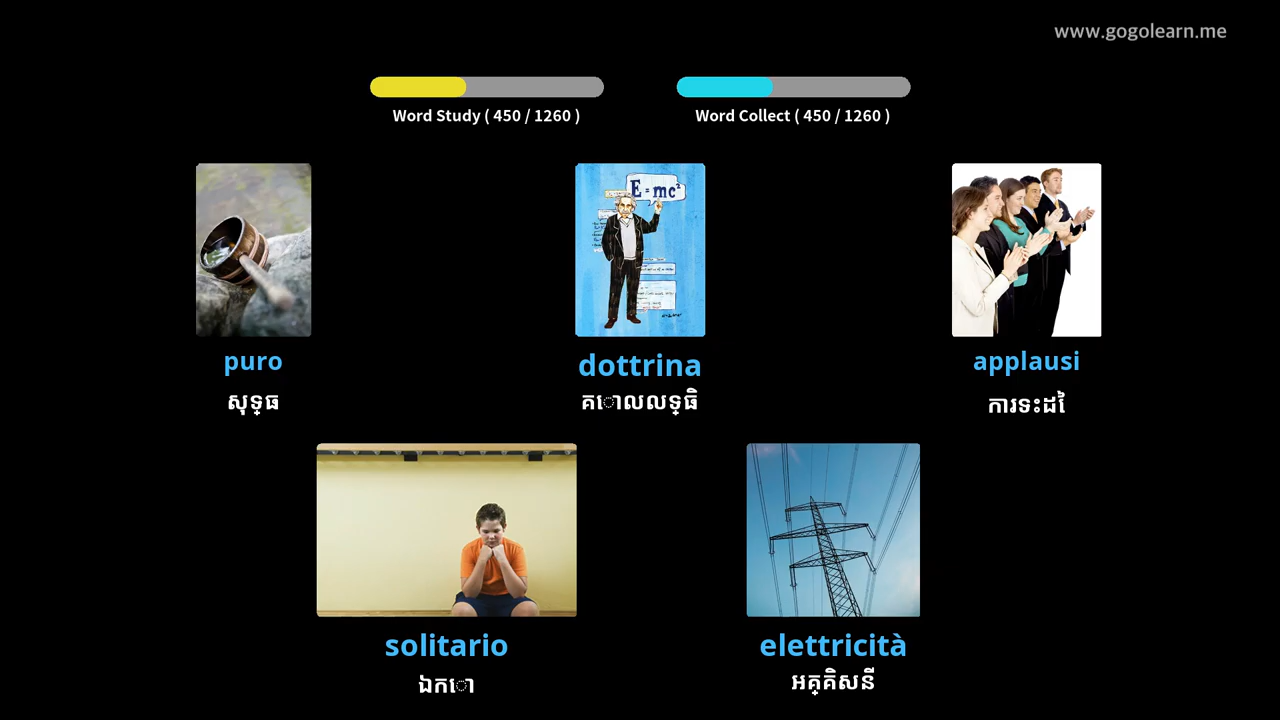 www.gogolearn.me
Word Study ( 450 / 1260 )
Word Collect ( 450 / 1260 )
E=mc²
puro
dottrina
applausi
សុទ្ធ
គោលលទ្ធិ
ការទះដៃ
solitario
elettricità
ឯកោ
អគ្គិសនី